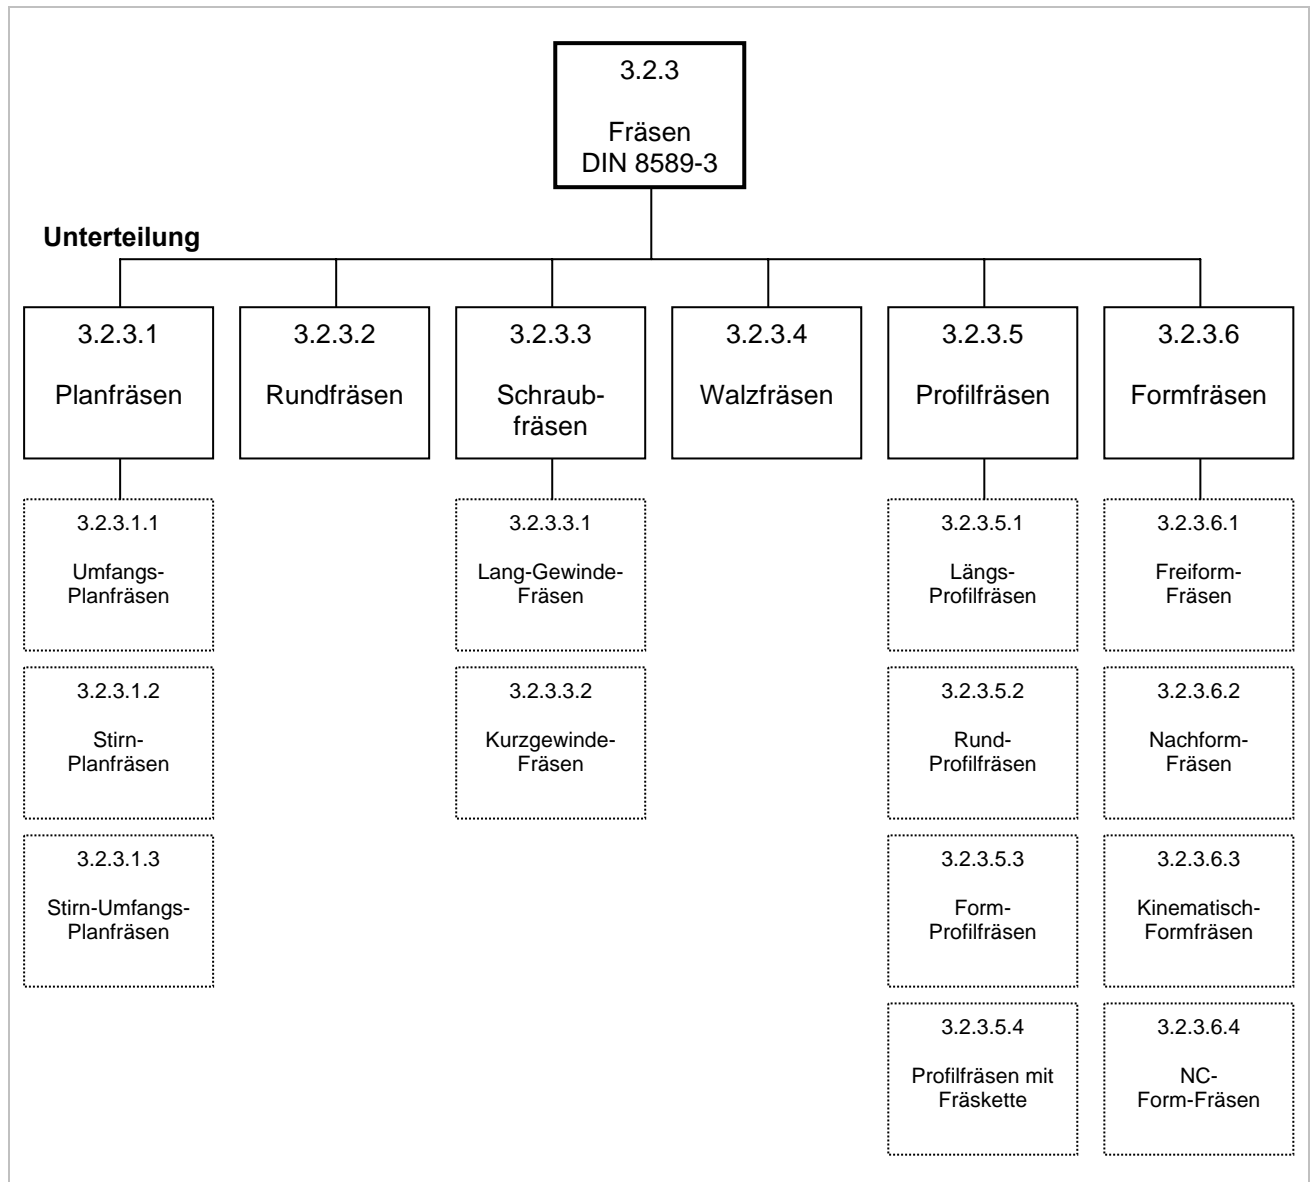 3.2.3
Fräsen
DIN 8589-3
Unterteilung
3.2.3.1
Planfräsen
3.2.3.2
Rundfräsen
3.2.3.3
Schraub-
fräsen
3.2.3.4
Walzfräsen
3.2.3.5
Profilfräsen
3.2.3.6
Formfräsen
3.2.3.1.1
Umfangs-
Planfräsen
3.2.3.3.1
Lang-Gewinde-
Fräsen
3.2.3.5.1
Längs-
Profilfräsen
3.2.3.6.1
Freiform-
Fräsen
3.2.3.1.2
Stirn-
Planfräsen
3.2.3.3.2
Kurzgewinde-
Fräsen
3.2.3.5.2
Rund-
Profilfräsen
3.2.3.6.2
Nachform-
Fräsen
3.2.3.1.3
Stirn-Umfangs-
Planfräsen
3.2.3.5.3
Form-
Profilfräsen
3.2.3.6.3
Kinematisch-
Formfräsen
3.2.3.5.4
Profilfräsen mit
Fräskette
3.2.3.6.4
NC-
Form-Fräsen